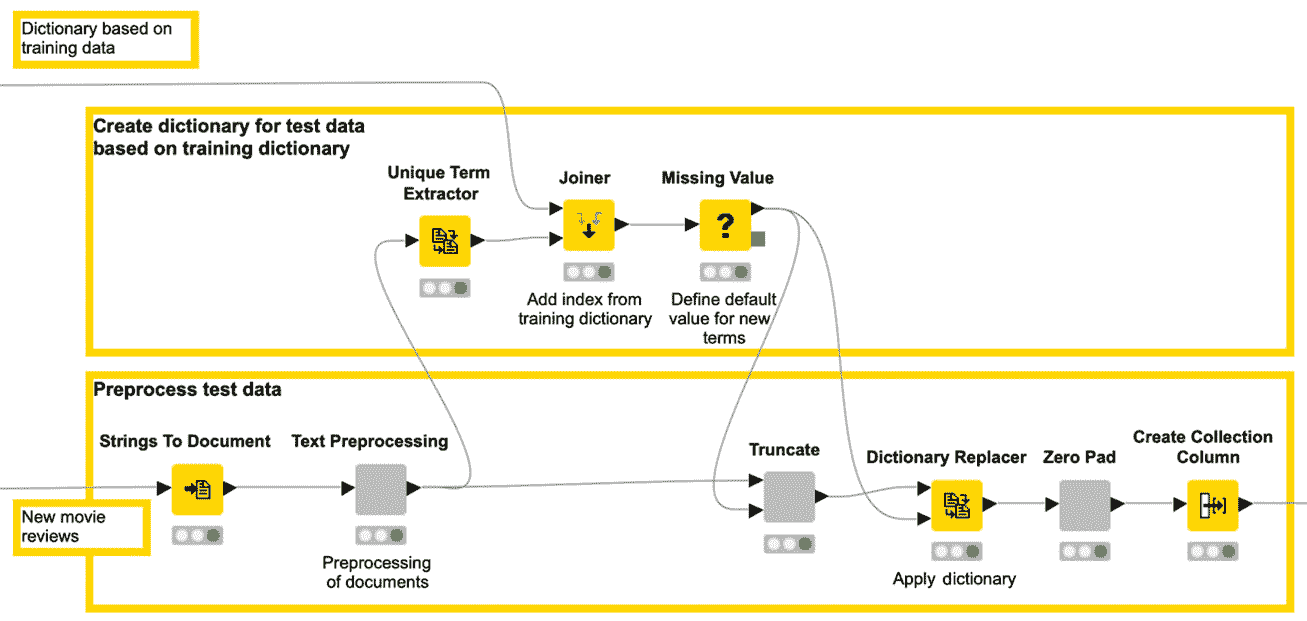 Dictionary based on
training data
Create dictionary for test data
based on training dictionary
Unique Term
Extractor
Joiner
Missing Value
?
Add index from
training dictionary
Define default
value for new
terms
Preprocess test data
Strings To Document
Text Preprocessing
Truncate
Dictionary Replacer
Zero Pad
Create Collection
Column
New movie
reviews
Preprocessing
of documents
Apply dictionary